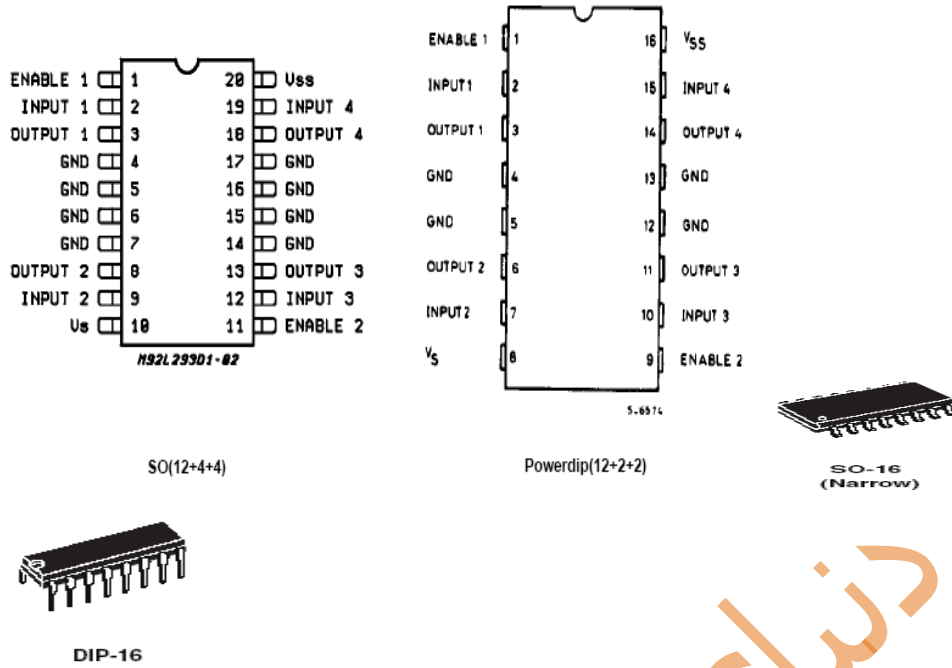 ENABLE 1 1 20 Vss
INPUT 1 2 19 INPUT 4
OUTPUT 1 3 18 OUTPUT 4
GND 4 17 GND
GND 5 16 GND
GND 6 15 GND
GND 7 14 GND
OUTPUT 2 8 13 OUTPUT 3
INPUT 2 9 12 INPUT 3
Vs 10 11 ENABLE 2
M92L293D1-02
SO(12+4+4)
ENABLE 1 1 16 VSS
INPUT1 2 15 INPUT 4
OUTPUT 1 3 14 OUTPUT 4
GND 4 13 GND
GND 5 12 GND
OUTPUT 2 6 11 OUTPUT 3
INPUT2 7 10 INPUT 3
VS 8 9 ENABLE 2
S-6574
Powerdip(12+2+2)
SO-16
(Narrow)
DIP-16